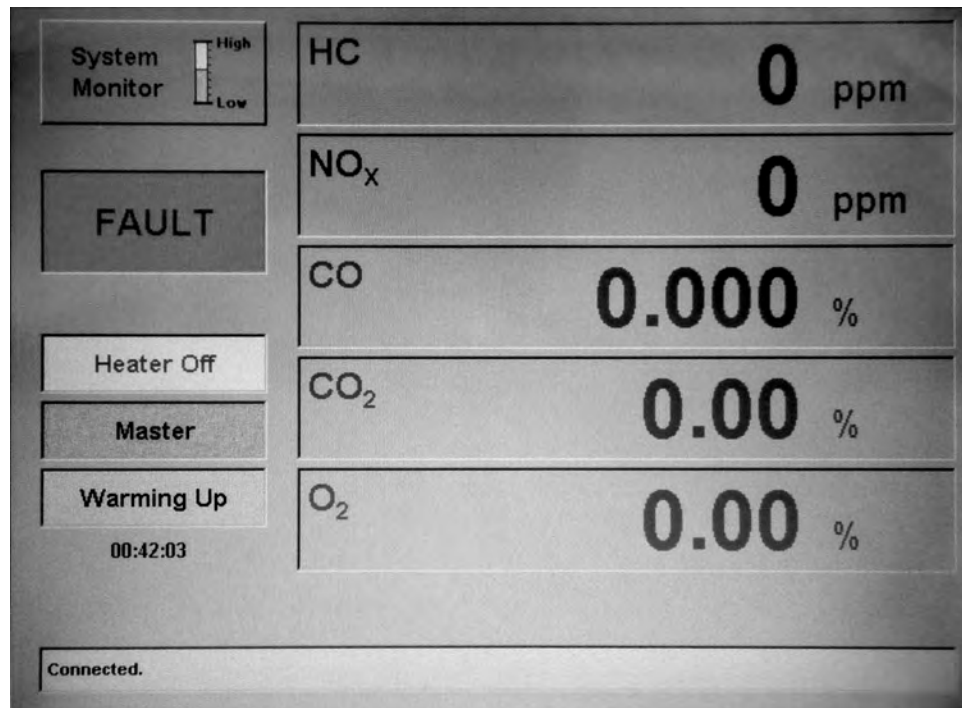 System
Monitor
High
Low
FAULT
Heater Off
Master
Warming Up
00:42:03
HC 0 ppm
NOX 0 ppm
CO 0.000 %
CO2 0.00 %
O2 0.00 %
Connected.